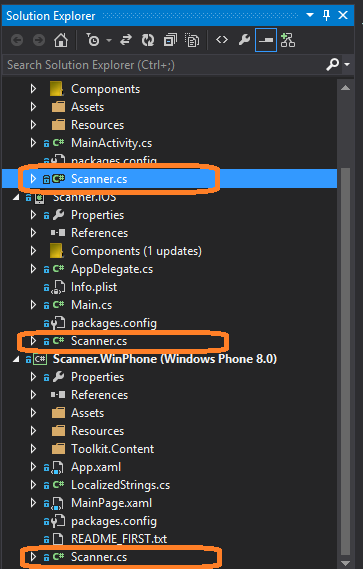 Solution Explorer
Search Solution Explorer (Ctrl+;)
Components
Assets
Resources
MainActivity.cs
packages.config
C# Scanner.cs
Scanner.iOS
Properties
References
Components (1 updates)
C# AppDelegate.cs
Info.plist
C# Main.cs
packages.config
C# Scanner.cs
C# Scanner.WinPhone (Windows Phone 8.0)
Properties
References
Assets
Resources
Toolkit.Content
App.xaml
C# LocalizedStrings.cs
MainPage.xaml
packages.config
README_FIRST.txt
C# Scanner.cs